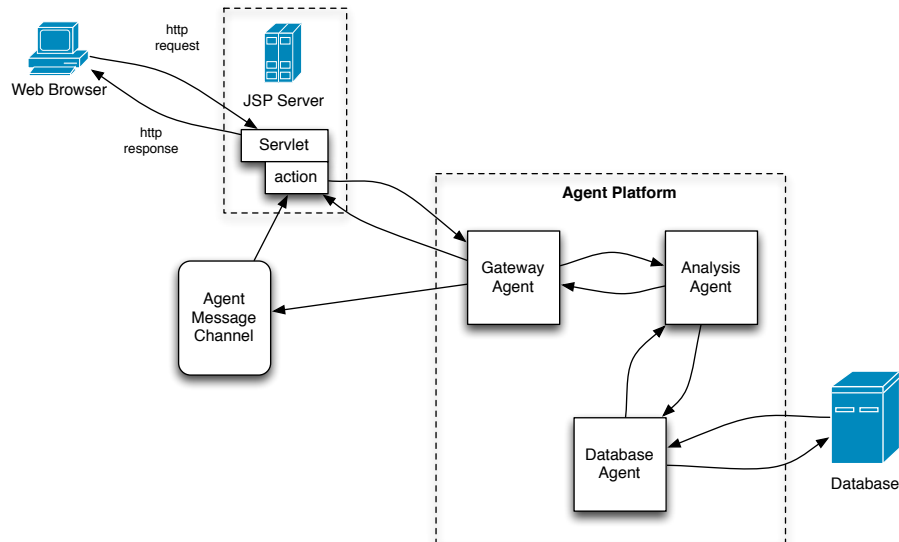 http
request
Web Browser
JSP Server
http
response
Servlet
action
Agent Platform
Gateway
Agent
Analysis
Agent
Agent
Message
Channel
Database
Agent
Database